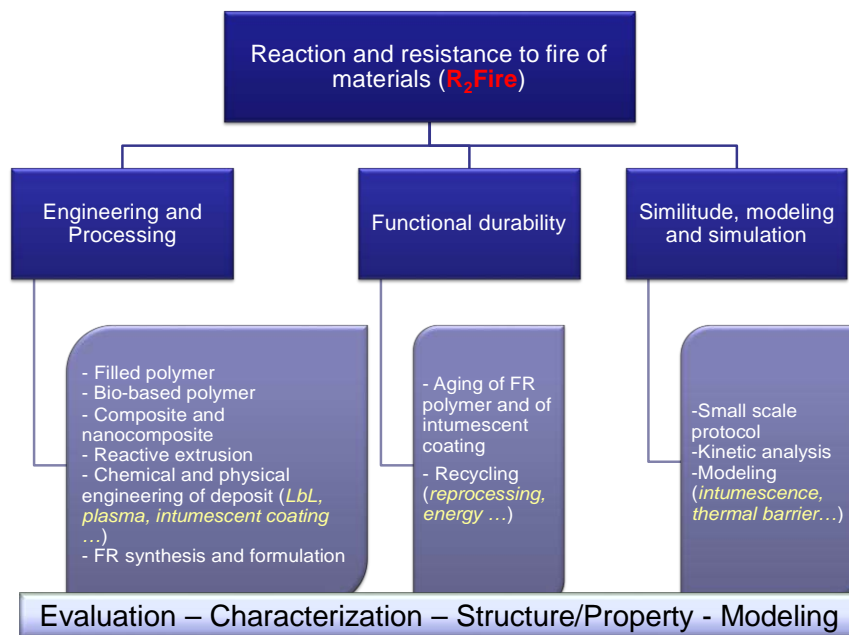 Reaction and resistance to fire of
materials (R₂Fire)
Engineering and
Processing
Functional durability
Similitude, modeling
and simulation
- Filled polymer
- Bio-based polymer
- Composite and
nanocomposite
- Reactive extrusion
- Chemical and physical
engineering of deposit (LbL,
plasma, intumescent coating
…)
- FR synthesis and formulation
- Aging of FR
polymer and of
intumescent
coating
- Recycling
(reprocessing,
energy …)
-Small scale
protocol
-Kinetic analysis
-Modeling
(intumescence,
thermal barrier…)
Evaluation – Characterization – Structure/Property - Modeling